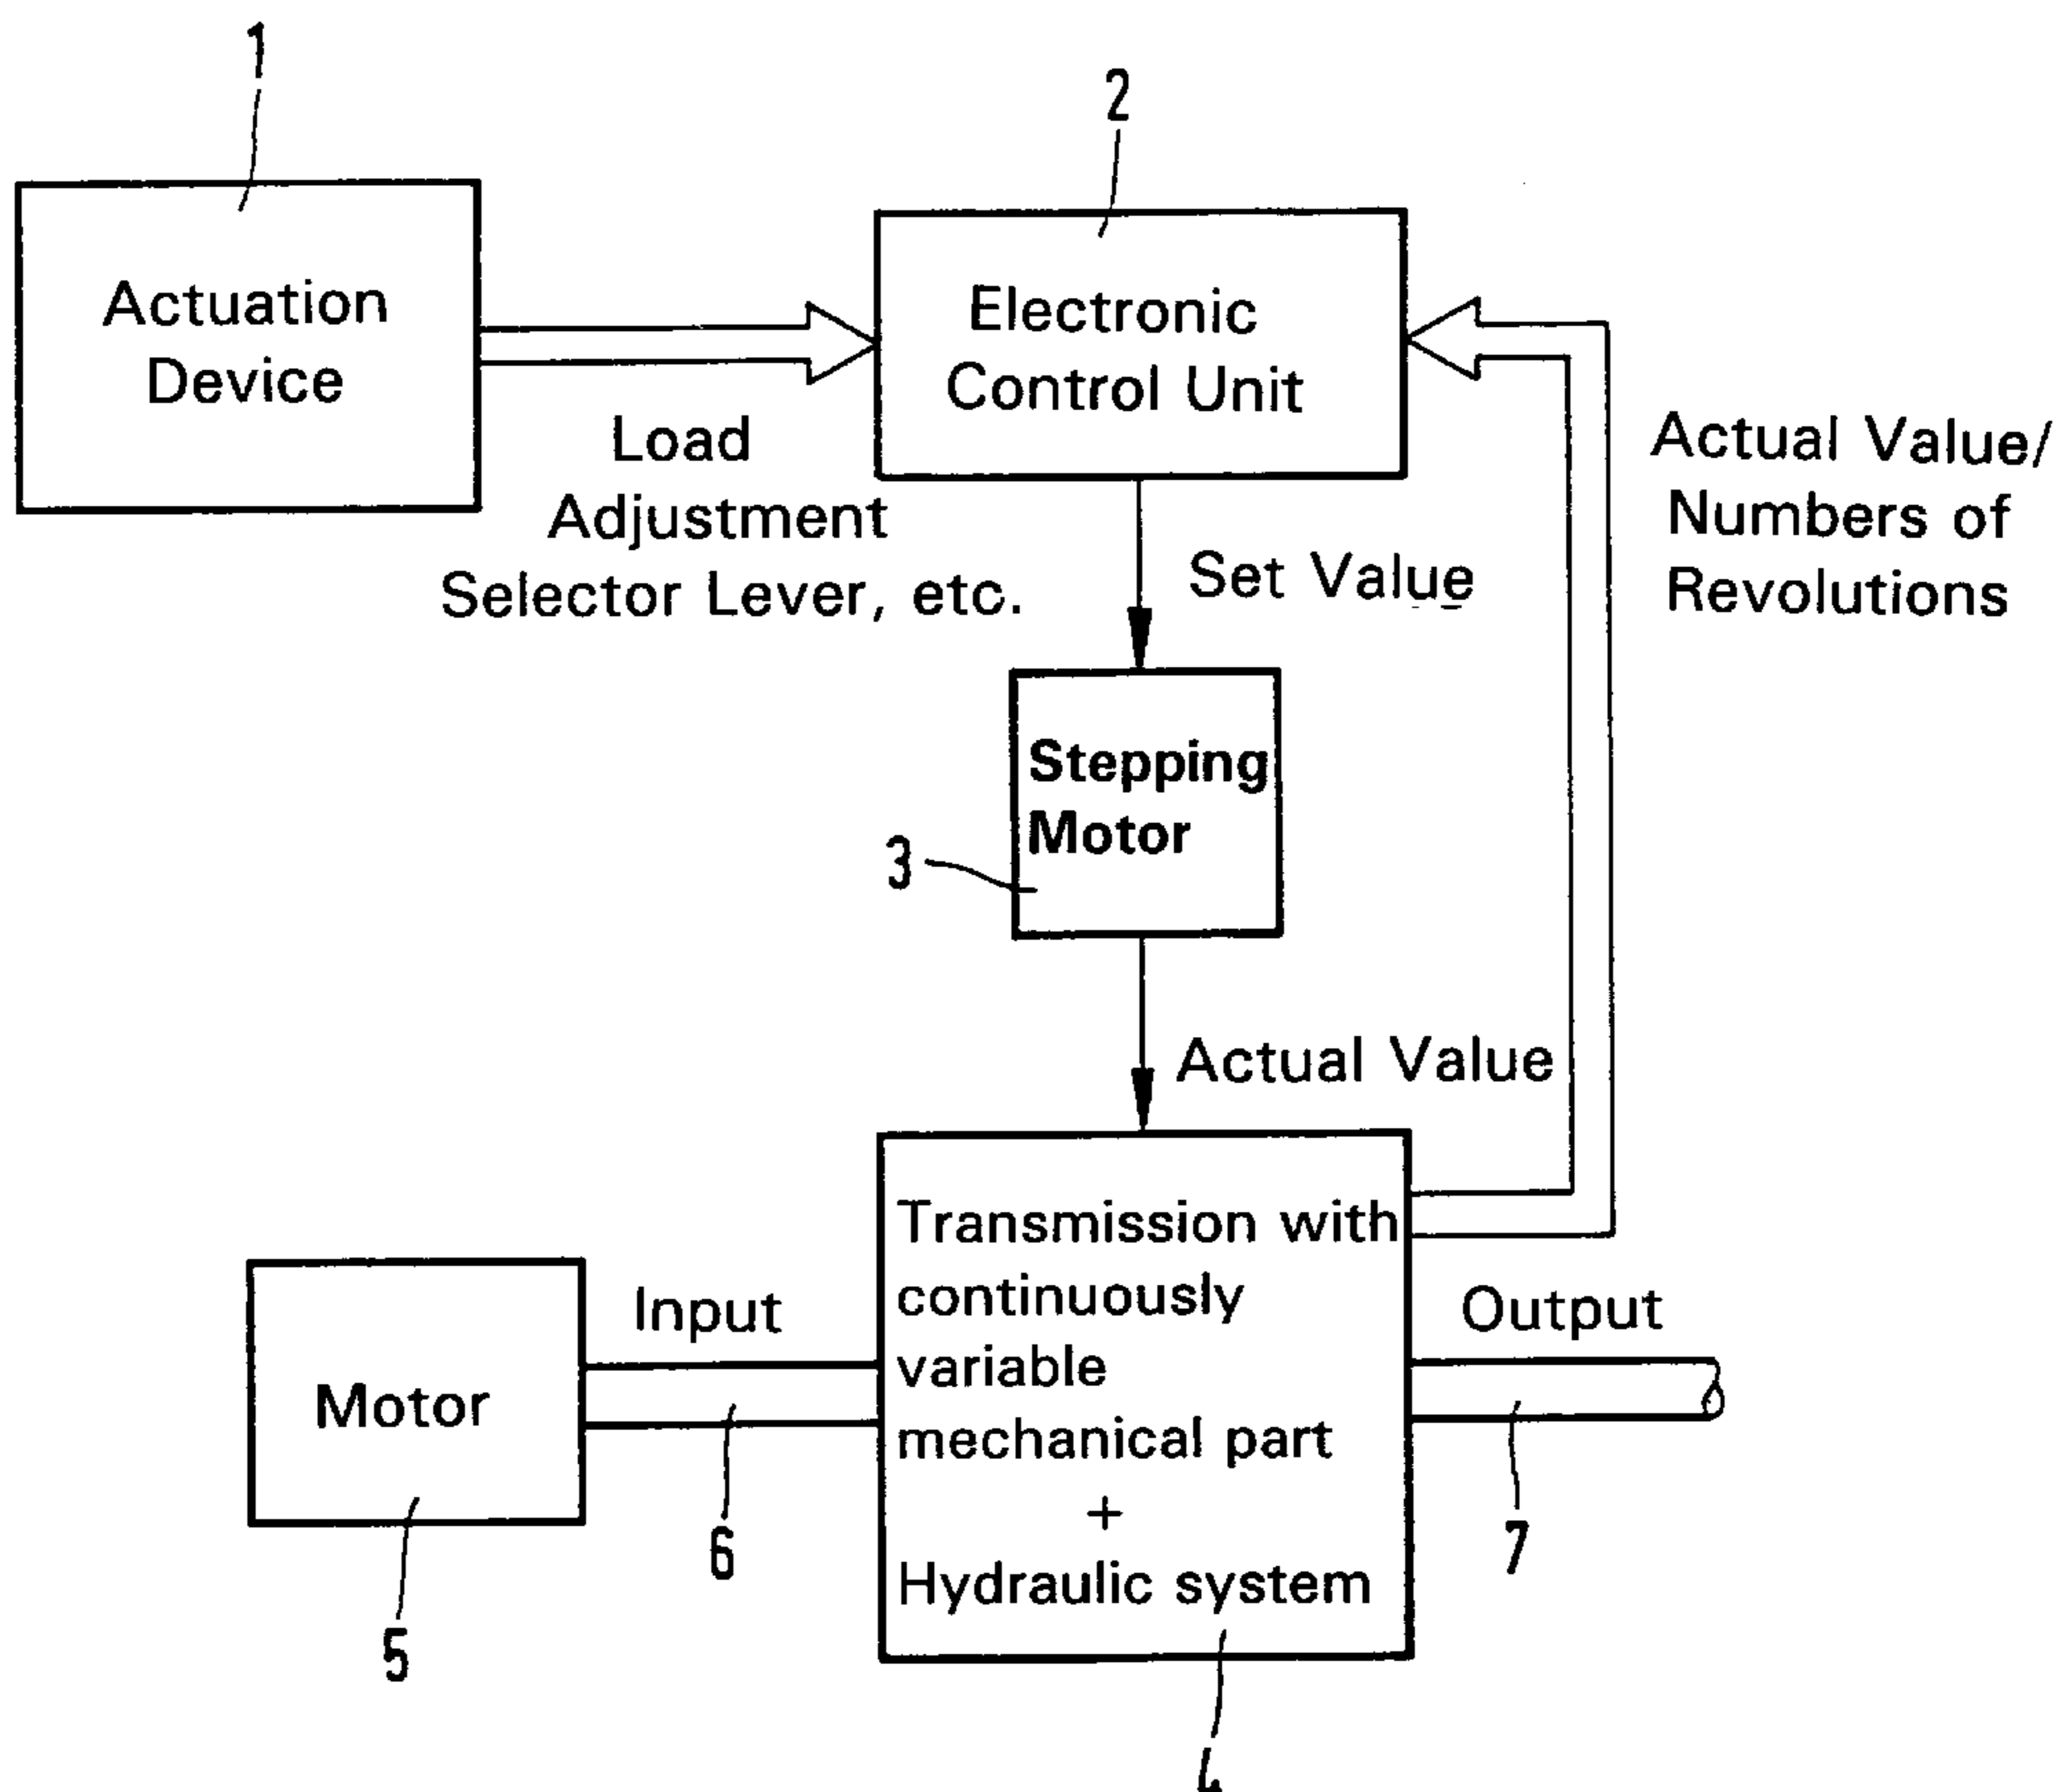 1
2
Actuation
Device
Electronic
Control Unit
Load
Adjustment
Selector Lever, etc.
Actual Value/
Numbers of
Revolutions
Set Value
Stepping
Motor
3
Actual Value
Transmission with
continuously
variable
mechanical part
+
Hydraulic system
Input
Output
Motor
6
7
5
4